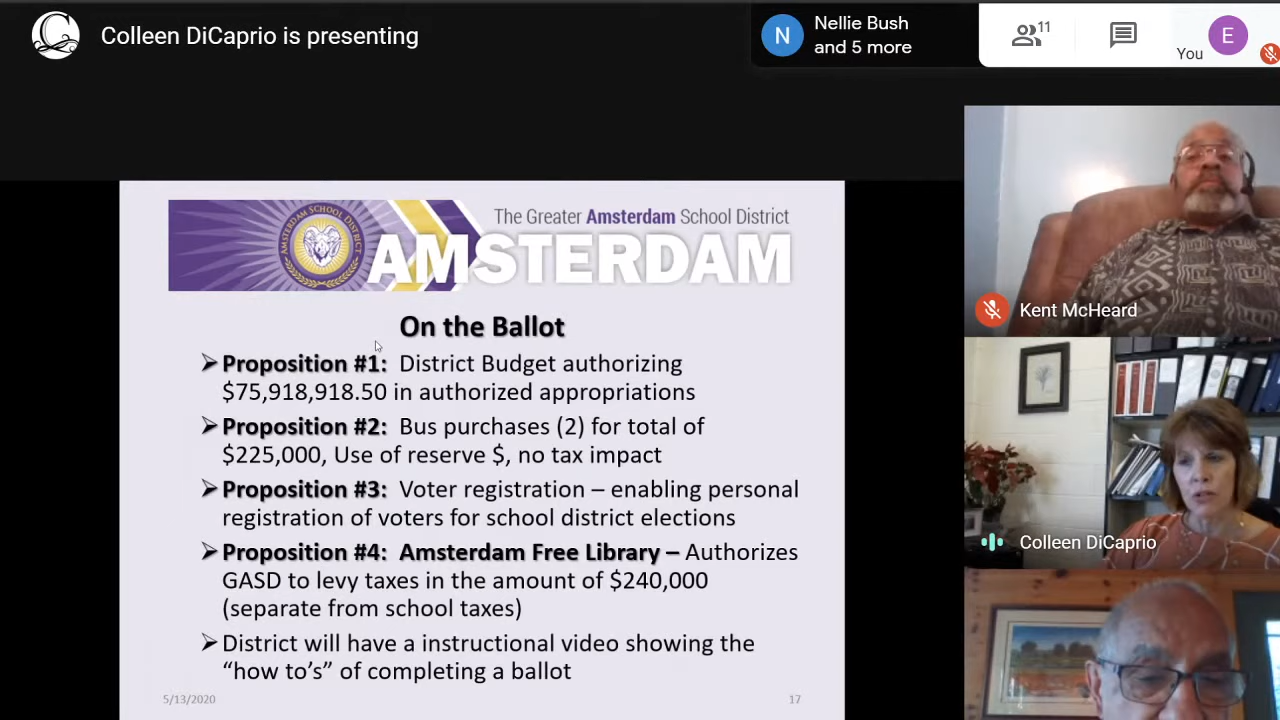 Colleen DiCaprio is presenting
N
Nellie Bush
and 5 more
11
You
E
AMSTERDAM SCHOOL DISTRICT
The Greater Amsterdam School District
AMSTERDAM
On the Ballot
➢ Proposition #1: District Budget authorizing
$75,918,918.50 in authorized appropriations
➢ Proposition #2: Bus purchases (2) for total of
$225,000, Use of reserve $, no tax impact
➢ Proposition #3: Voter registration – enabling personal
registration of voters for school district elections
➢ Proposition #4: Amsterdam Free Library – Authorizes
GASD to levy taxes in the amount of $240,000
(separate from school taxes)
➢ District will have a instructional video showing the
“how to’s” of completing a ballot
5/13/2020
17
Kent McHeard
Colleen DiCaprio